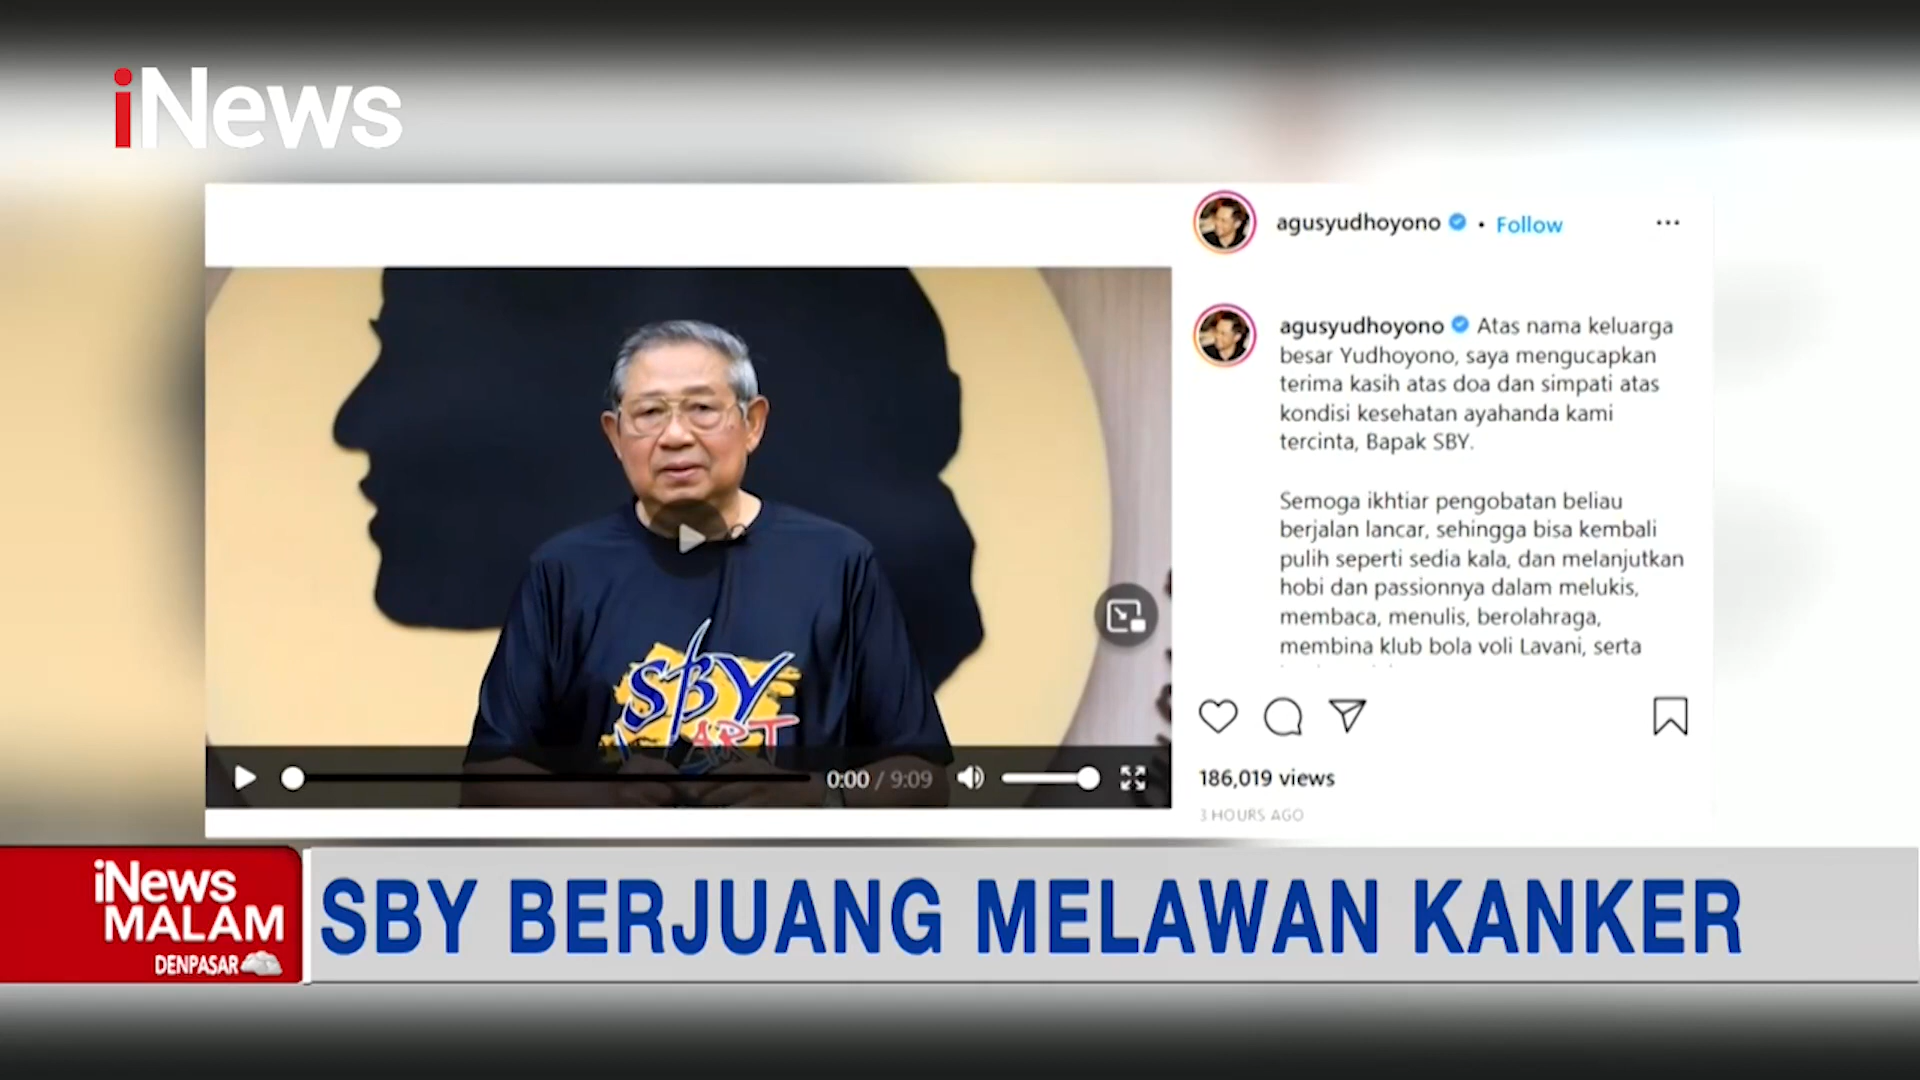 iNews
agusyudhoyono • Follow
agusyudhoyono Atas nama keluarga
besar Yudhoyono, saya mengucapkan
terima kasih atas doa dan simpati atas
kondisi kesehatan ayahanda kami
tercinta, Bapak SBY.
Semoga ikhtiar pengobatan beliau
berjalan lancar, sehingga bisa kembali
pulih seperti sedia kala, dan melanjutkan
hobi dan passionnya dalam melukis,
membaca, menulis, berolahraga,
membina klub bola voli Lavani, serta
SBY
ART
0:00 / 9:09
186,019 views
3 HOURS AGO
iNews
MALAM
DENPASAR
SBY BERJUANG MELAWAN KANKER